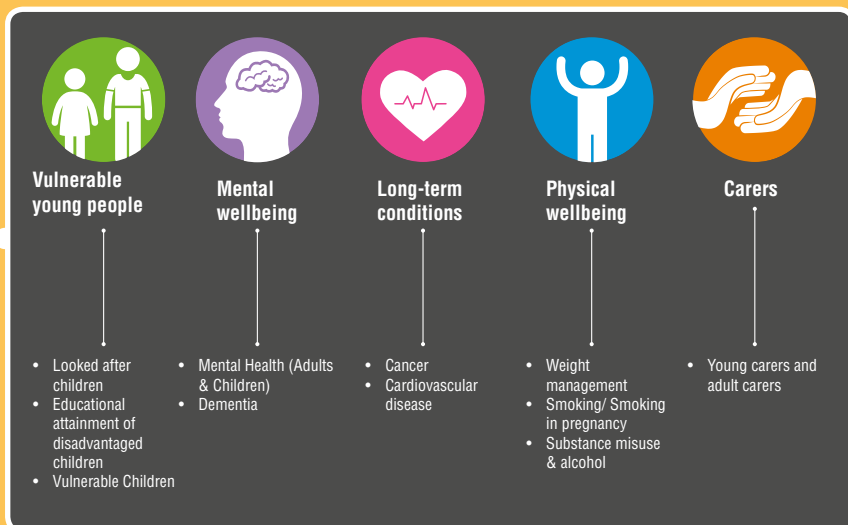 Vulnerable
young people
Mental
wellbeing
Long-term
conditions
Physical
wellbeing
Carers
• Looked after
children
• Educational
attainment of
disadvantaged
children
• Vulnerable Children
• Mental Health (Adults
& Children)
• Dementia
• Cancer
• Cardiovascular
disease
• Weight
management
• Smoking/ Smoking
in pregnancy
• Substance misuse
& alcohol
• Young carers and
adult carers